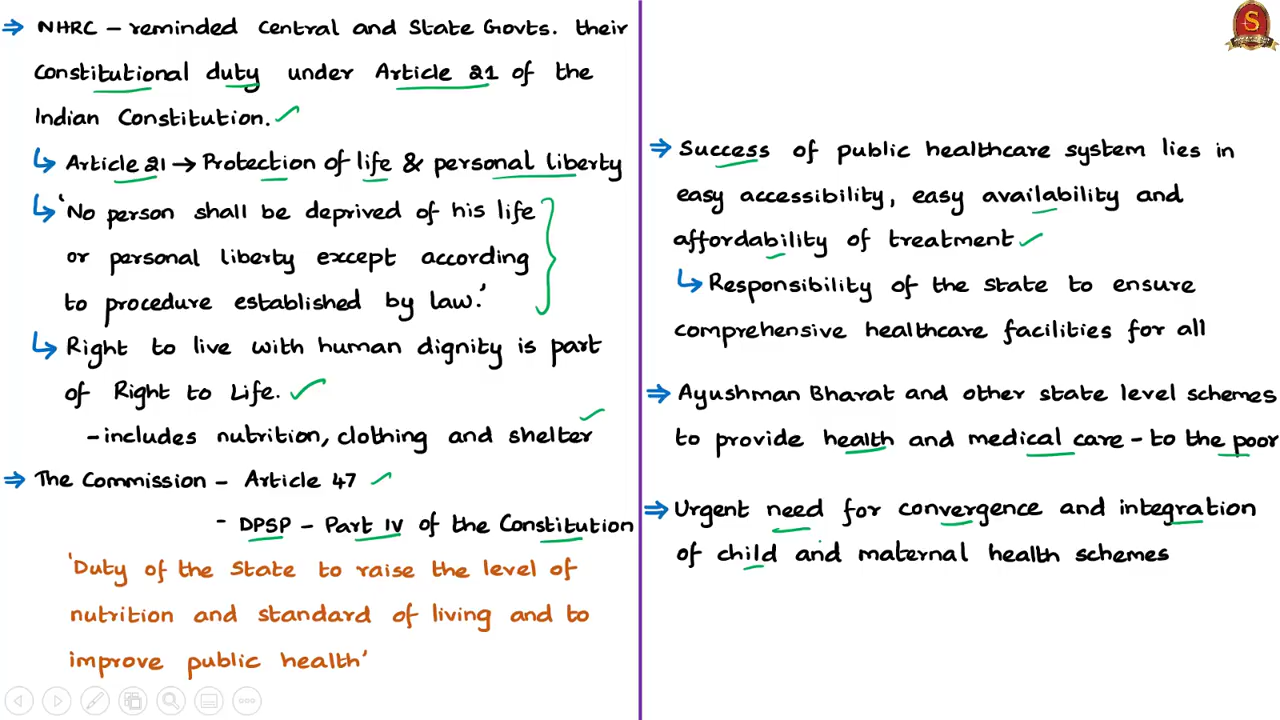 ⇒ NHRC – reminded Central and State Govts. their
Constitutional duty under Article 21 of the
Indian Constitution.
↳ Article 21 → Protection of life & personal liberty
↳ 'No person shall be deprived of his life
or personal liberty except according
to procedure established by law.'
↳ Right to live with human dignity is part
of Right to Life.
- includes nutrition, clothing and shelter
⇒ The Commission – Article 47
- DPSP – Part IV of the Constitution
'Duty of the State to raise the level of
nutrition and standard of living and to
improve public health'
⇒ Success of public healthcare system lies in
easy accessibility, easy availability and
affordability of treatment
↳ Responsibility of the state to ensure
comprehensive healthcare facilities for all
⇒ Ayushman Bharat and other state level schemes
to provide health and medical care – to the poor
⇒ Urgent need for convergence and integration
of child and maternal health schemes
S